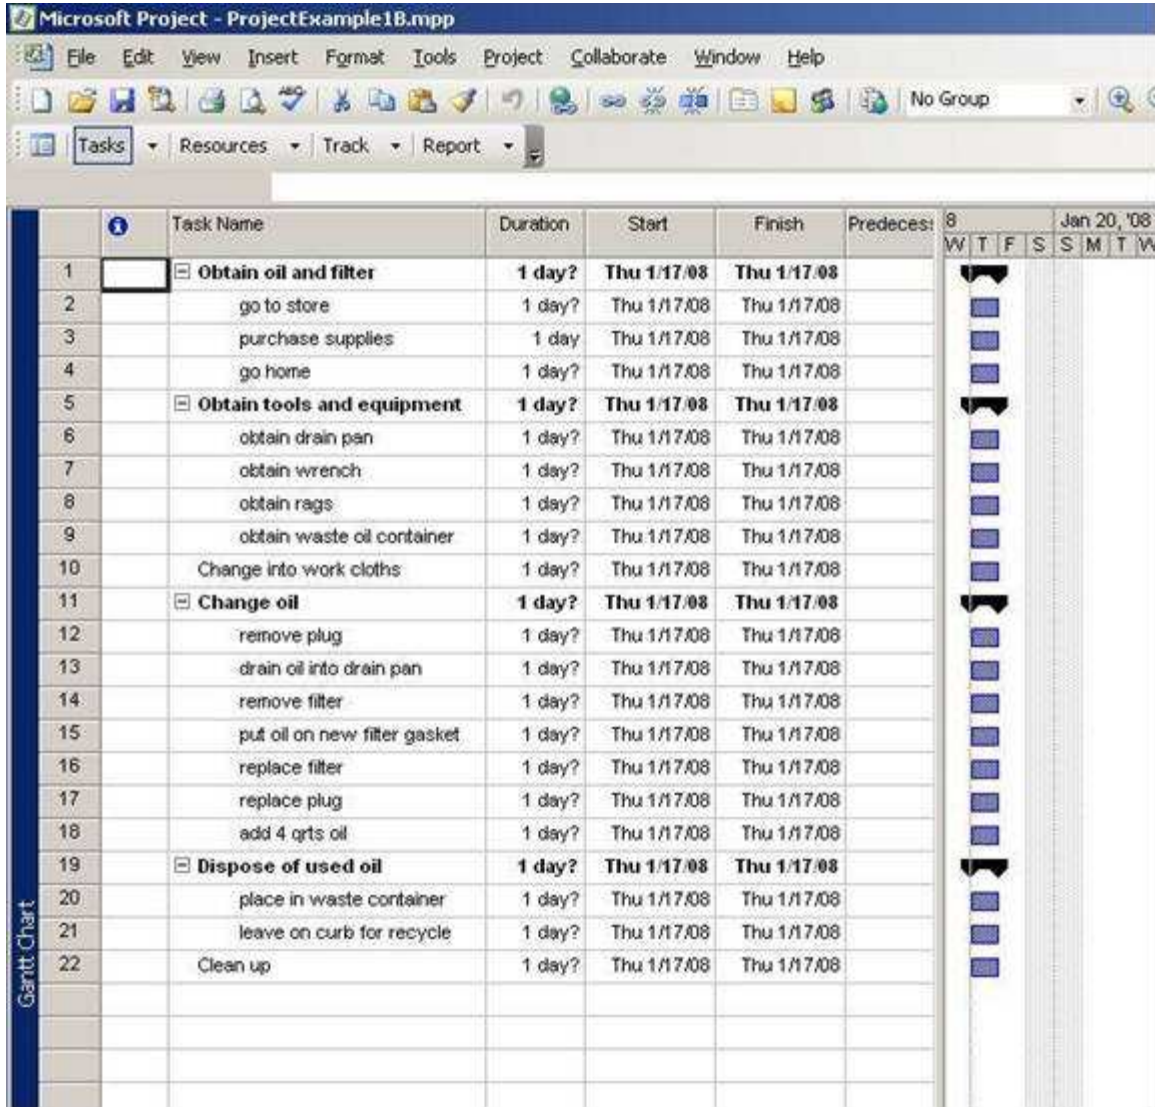 Microsoft Project - ProjectExample1B.mpp
File Edit View Insert Format Tools Project Collaborate Window Help
No Group
Tasks Resources Track Report
Task Name Duration Start Finish Predeces: 8 Jan 20, '08
W T F S S M T W
1 Obtain oil and filter 1 day? Thu 1/17/08 Thu 1/17/08
2 go to store 1 day? Thu 1/17/08 Thu 1/17/08
3 purchase supplies 1 day Thu 1/17/08 Thu 1/17/08
4 go home 1 day? Thu 1/17/08 Thu 1/17/08
5 Obtain tools and equipment 1 day? Thu 1/17/08 Thu 1/17/08
6 obtain drain pan 1 day? Thu 1/17/08 Thu 1/17/08
7 obtain wrench 1 day? Thu 1/17/08 Thu 1/17/08
8 obtain rags 1 day? Thu 1/17/08 Thu 1/17/08
9 obtain waste oil container 1 day? Thu 1/17/08 Thu 1/17/08
10 Change into work cloths 1 day? Thu 1/17/08 Thu 1/17/08
11 Change oil 1 day? Thu 1/17/08 Thu 1/17/08
12 remove plug 1 day? Thu 1/17/08 Thu 1/17/08
13 drain oil into drain pan 1 day? Thu 1/17/08 Thu 1/17/08
14 remove filter 1 day? Thu 1/17/08 Thu 1/17/08
15 put oil on new filter gasket 1 day? Thu 1/17/08 Thu 1/17/08
16 replace filter 1 day? Thu 1/17/08 Thu 1/17/08
17 replace plug 1 day? Thu 1/17/08 Thu 1/17/08
18 add 4 qrts oil 1 day? Thu 1/17/08 Thu 1/17/08
19 Dispose of used oil 1 day? Thu 1/17/08 Thu 1/17/08
20 place in waste container 1 day? Thu 1/17/08 Thu 1/17/08
21 leave on curb for recycle 1 day? Thu 1/17/08 Thu 1/17/08
22 Clean up 1 day? Thu 1/17/08 Thu 1/17/08
Gantt Chart